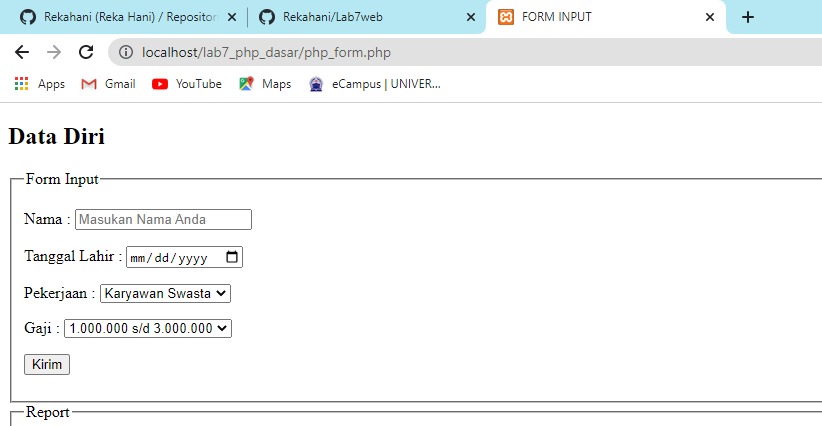 Rekahani (Reka Hani) / Repositor
Rekahani/Lab7web
FORM INPUT
localhost/lab7_php_dasar/php_form.php
Apps Gmail YouTube Maps eCampus | UNIVER...
Data Diri
Form Input
Nama : Masukan Nama Anda
Tanggal Lahir : mm/dd/yyyy
Pekerjaan : Karyawan Swasta
Gaji : 1.000.000 s/d 3.000.000
Kirim
Report